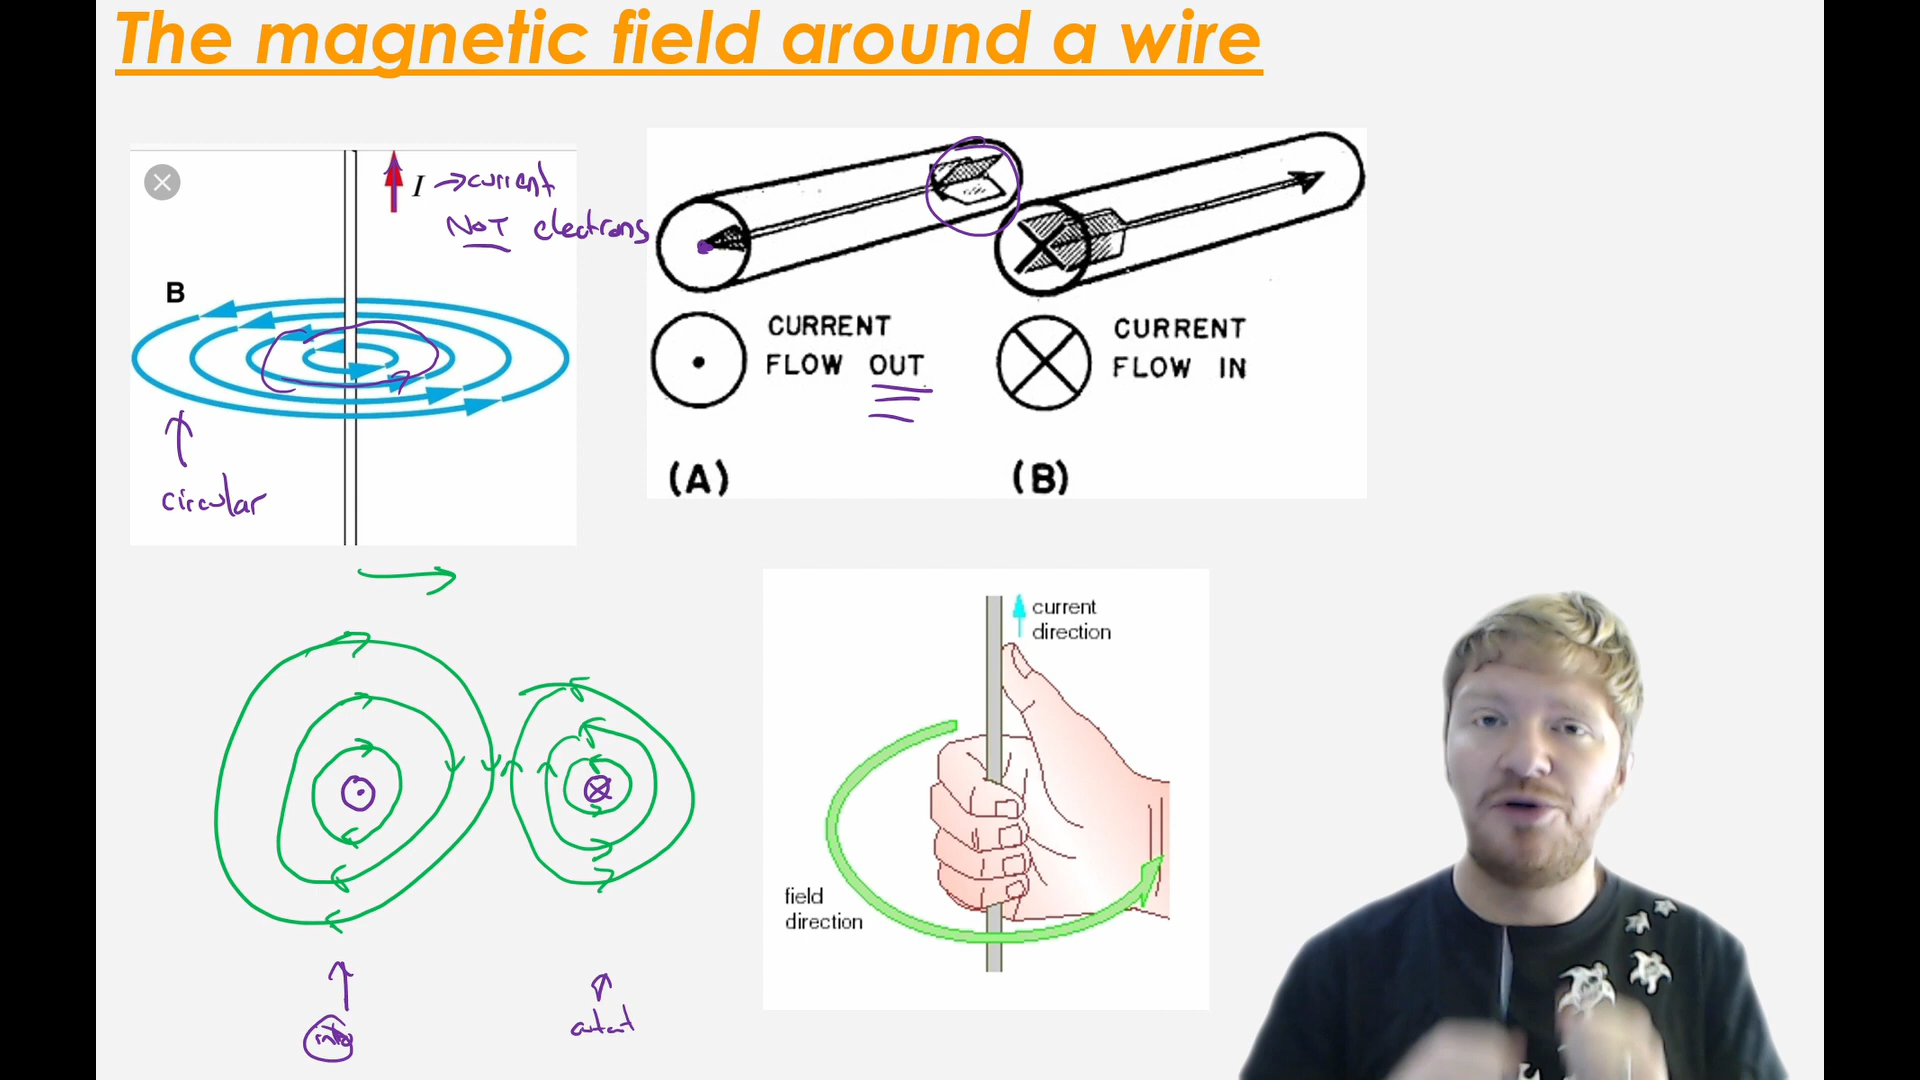 The magnetic field around a wire
I → current
NOT electrons
B
circular
CURRENT
FLOW OUT
CURRENT
FLOW IN
(A)
(B)
current
direction
field
direction